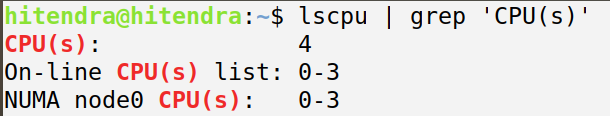 hitendra@hitendra:~$ lscpu | grep 'CPU(s)'
CPU(s):                 4
On-line CPU(s) list: 0-3
NUMA node0 CPU(s):   0-3